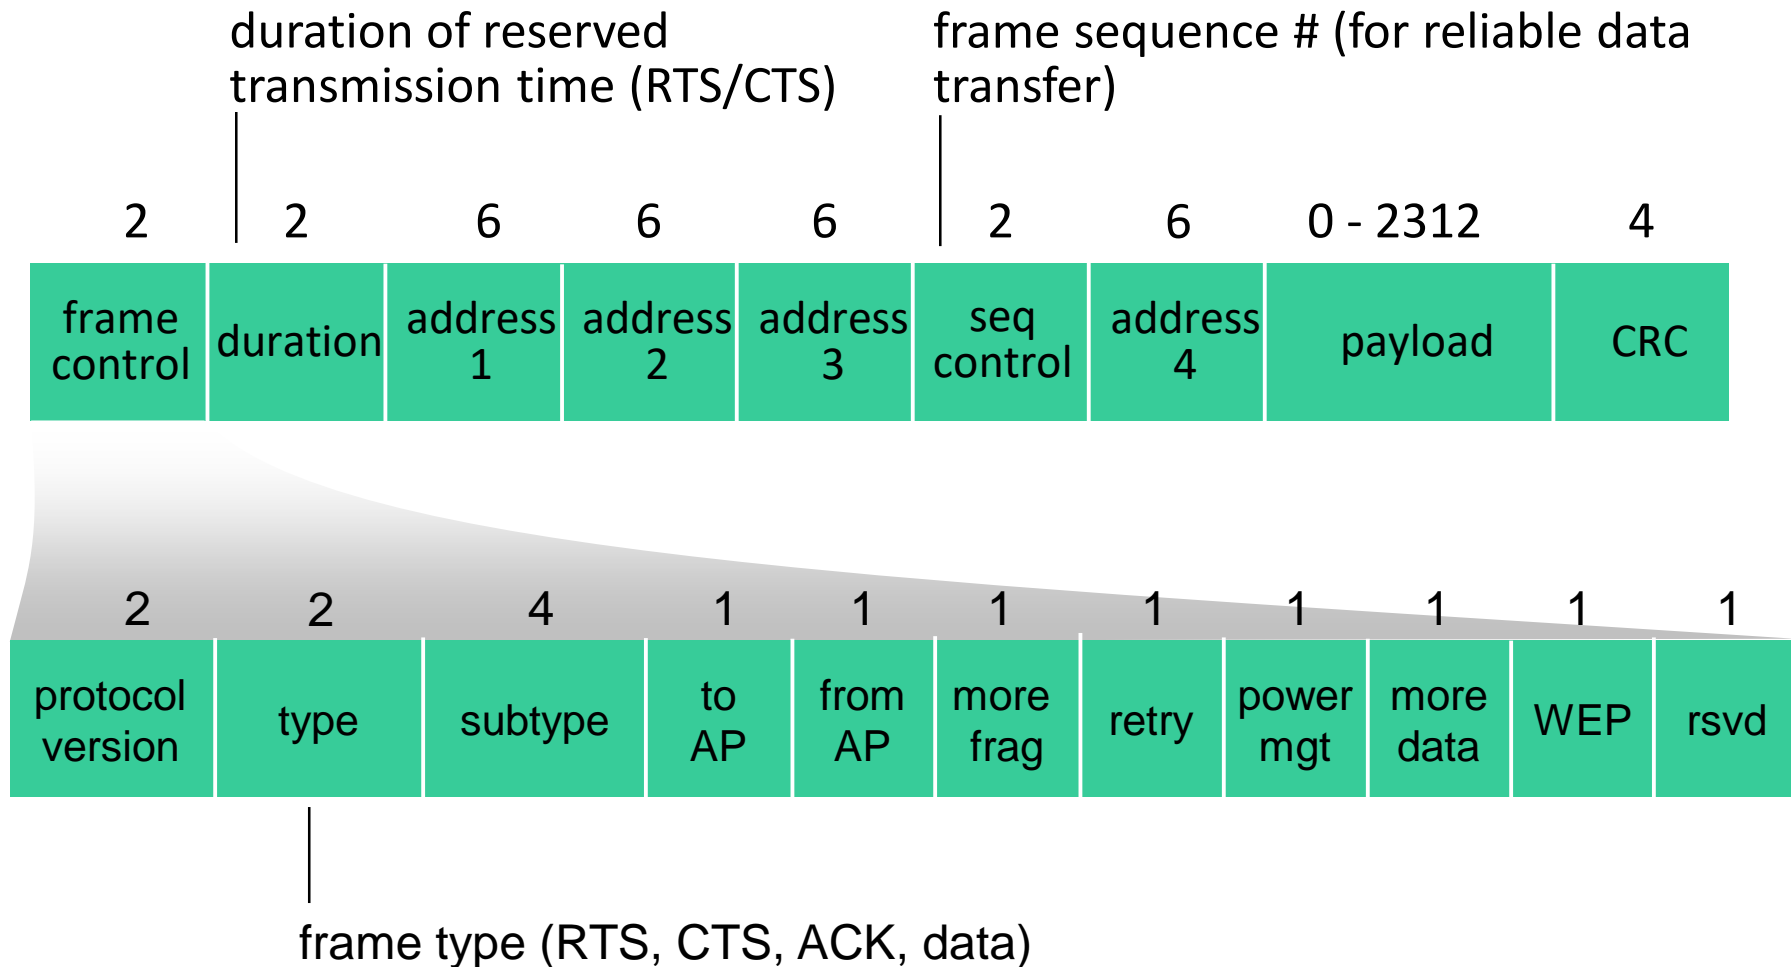 duration of reserved
transmission time (RTS/CTS)
frame sequence # (for reliable data
transfer)
2 2 6 6 6 2 6 0 - 2312 4
frame
control
duration
address
1
address
2
address
3
seq
control
address
4
payload
CRC
2 2 4 1 1 1 1 1 1 1 1
protocol
version
type
subtype
to
AP
from
AP
more
frag
retry
power
mgt
more
data
WEP
rsvd
frame type (RTS, CTS, ACK, data)